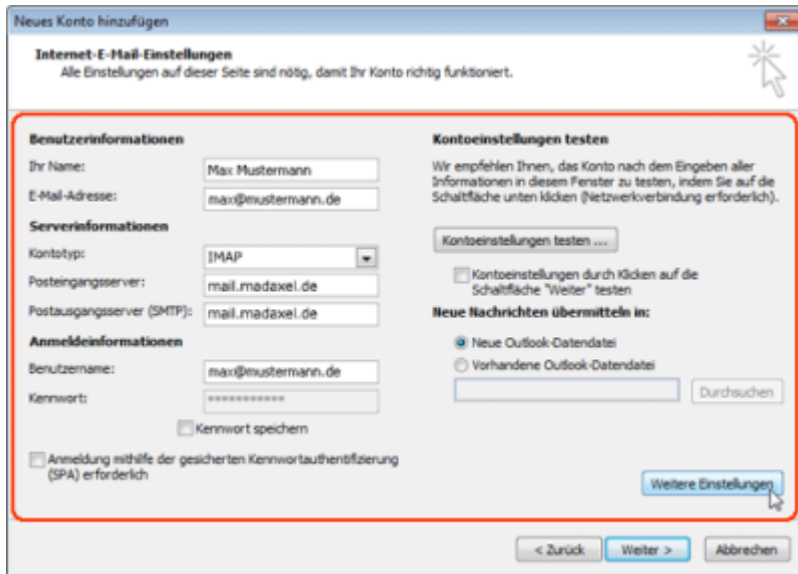 Neues Konto hinzufügen
Internet-E-Mail-Einstellungen
Alle Einstellungen auf dieser Seite sind nötig, damit Ihr Konto richtig funktioniert.
Benutzerinformationen
Ihr Name:
Max Mustermann
E-Mail-Adresse:
max@mustermann.de
Serverinformationen
Kontotyp:
IMAP
Posteingangsserver:
mail.madaxel.de
Postausgangsserver (SMTP):
mail.madaxel.de
Anmeldeinformationen
Benutzername:
max@mustermann.de
Kennwort:
***********
Kennwort speichern
Anmeldung mithilfe der gesicherten Kennwortauthentifizierung
(SPA) erforderlich
Kontoeinstellungen testen
Wir empfehlen Ihnen, das Konto nach dem Eingeben aller
Informationen in diesem Fenster zu testen, indem Sie auf die
Schaltfläche unten klicken (Netzwerkverbindung erforderlich).
Kontoeinstellungen testen ...
Kontoeinstellungen durch Klicken auf die
Schaltfläche "Weiter" testen
Neue Nachrichten übermitteln in:
Neue Outlook-Datendatei
Vorhandene Outlook-Datendatei
Durchsuchen
Weitere Einstellungen
< Zurück
Weiter >
Abbrechen